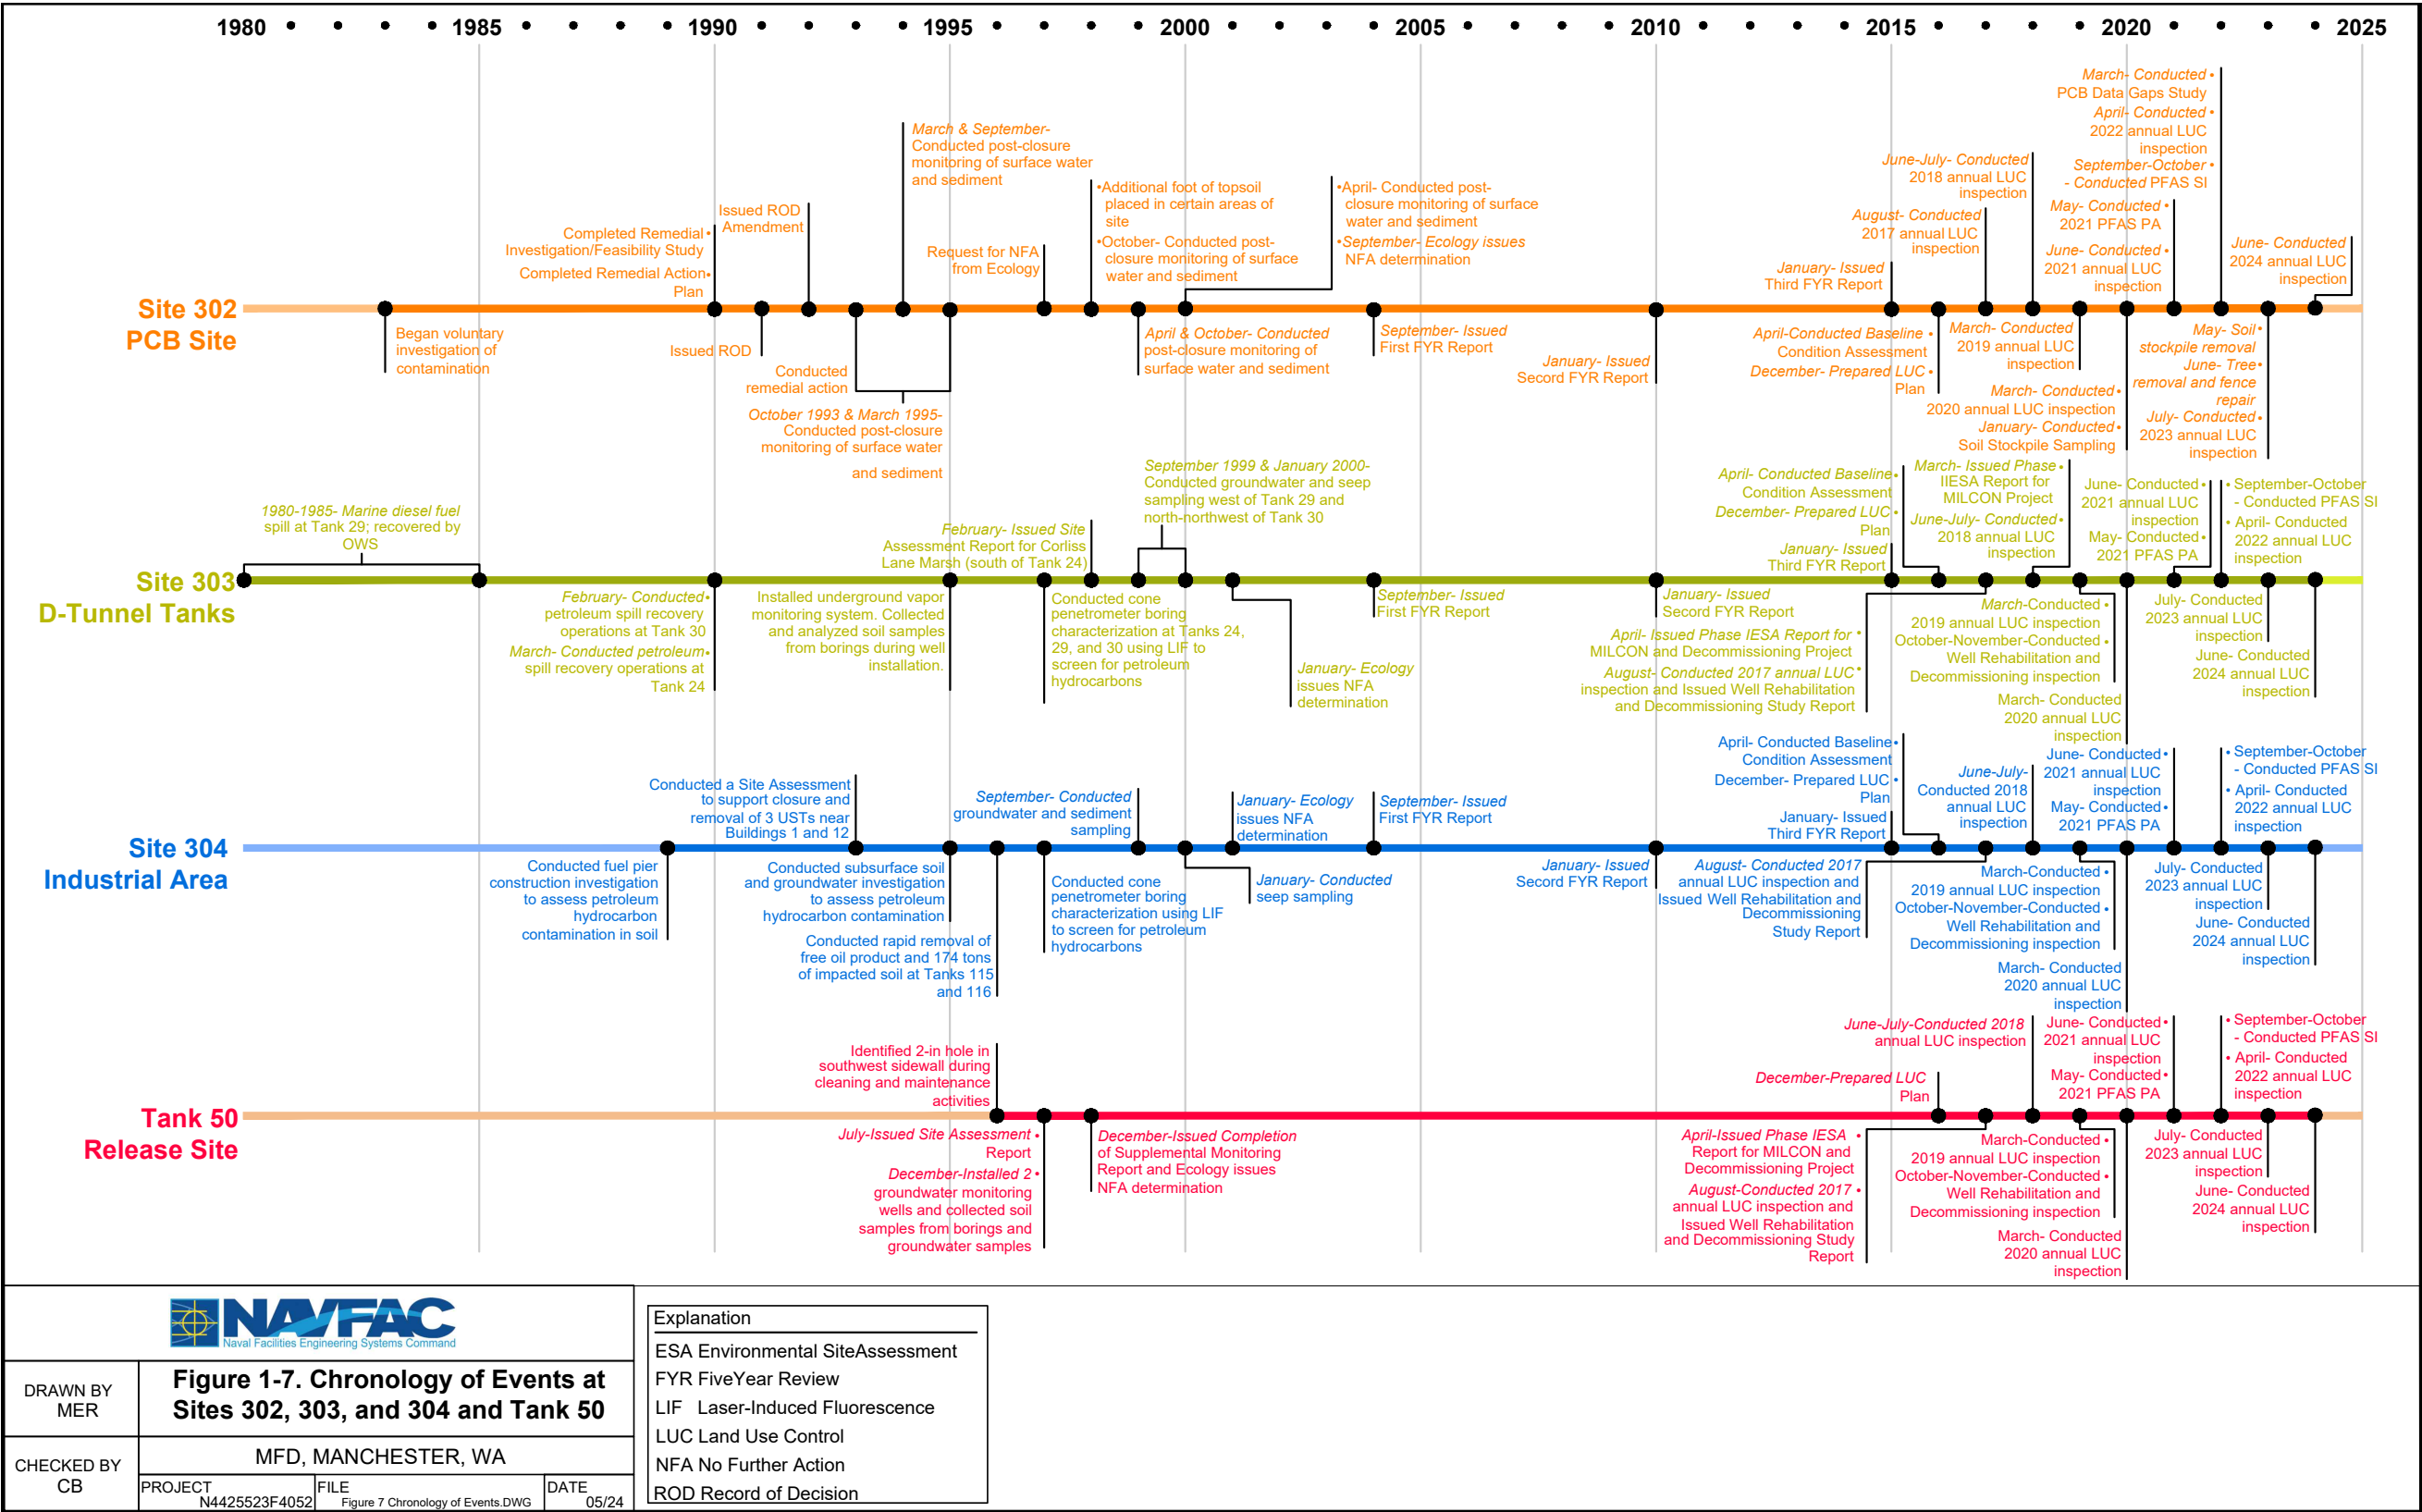 1980 1985 1990 1995 2000 2005 2010 2015 2020 2025
Site 302
PCB Site
Began voluntary
investigation of
contamination
Completed Remedial•
Investigation/Feasibility Study
Completed Remedial Action•
Plan
Issued ROD
Issued ROD
Amendment
Conducted
remedial action
October 1993 & March 1995-
Conducted post-closure
monitoring of surface water
and sediment
March & September-
Conducted post-closure
monitoring of surface water
and sediment
Request for NFA
from Ecology
•Additional foot of topsoil
placed in certain areas of
site
•October- Conducted post-
closure monitoring of surface
water and sediment
April & October- Conducted
post-closure monitoring of
surface water and sediment
•April- Conducted post-
closure monitoring of surface
water and sediment
•September- Ecology issues
NFA determination
September- Issued
First FYR Report
January- Issued
Secord FYR Report
January- Issued
Third FYR Report
April-Conducted Baseline •
Condition Assessment
December- Prepared LUC •
Plan
August- Conducted
2017 annual LUC
inspection
June-July- Conducted
2018 annual LUC
inspection
March- Conducted
2019 annual LUC
inspection
March- Conducted •
2020 annual LUC inspection
January- Conducted •
Soil Stockpile Sampling
May- Conducted •
2021 PFAS PA
June- Conducted •
2021 annual LUC
inspection
March- Conducted •
PCB Data Gaps Study
April- Conducted •
2022 annual LUC
inspection
September-October •
- Conducted PFAS SI
May- Soil•
stockpile removal
June- Tree•
removal and fence
repair
July- Conducted•
2023 annual LUC
inspection
June- Conducted
2024 annual LUC
inspection
Site 303
D-Tunnel Tanks
1980-1985- Marine diesel fuel
spill at Tank 29; recovered by
OWS
February- Conducted•
petroleum spill recovery
operations at Tank 30
March- Conducted petroleum•
spill recovery operations at
Tank 24
Installed underground vapor
monitoring system. Collected
and analyzed soil samples
from borings during well
installation.
February- Issued Site
Assessment Report for Corliss
Lane Marsh (south of Tank 24)
Conducted cone
penetrometer boring
characterization at Tanks 24,
29, and 30 using LIF to
screen for petroleum
hydrocarbons
September 1999 & January 2000-
Conducted groundwater and seep
sampling west of Tank 29 and
north-northwest of Tank 30
January- Ecology
issues NFA
determination
September- Issued
First FYR Report
January- Issued
Secord FYR Report
April- Conducted Baseline•
Condition Assessment
December- Prepared LUC •
Plan
January- Issued
Third FYR Report
April- Issued Phase IESA Report for •
MILCON and Decommissioning Project
August- Conducted 2017 annual LUC •
inspection and Issued Well Rehabilitation
and Decommissioning Study Report
March- Issued Phase •
IIESA Report for
MILCON Project
June-July- Conducted•
2018 annual LUC
inspection
March-Conducted •
2019 annual LUC inspection
October-November-Conducted •
Well Rehabilitation and
Decommissioning inspection
March- Conducted
2020 annual LUC
inspection
June- Conducted •
2021 annual LUC
inspection
May- Conducted •
2021 PFAS PA
• September-October
- Conducted PFAS SI
• April- Conducted
2022 annual LUC
inspection
July- Conducted
2023 annual LUC
inspection
June- Conducted
2024 annual LUC
inspection
Site 304
Industrial Area
Conducted fuel pier
construction investigation
to assess petroleum
hydrocarbon
contamination in soil
Conducted a Site Assessment
to support closure and
removal of 3 USTs near
Buildings 1 and 12
Conducted subsurface soil
and groundwater investigation
to assess petroleum
hydrocarbon contamination
Conducted rapid removal of
free oil product and 174 tons
of impacted soil at Tanks 115
and 116
Conducted cone
penetrometer boring
characterization using LIF
to screen for petroleum
hydrocarbons
September- Conducted
groundwater and sediment
sampling
January- Conducted
seep sampling
January- Ecology
issues NFA
determination
September- Issued
First FYR Report
January- Issued
Secord FYR Report
April- Conducted Baseline•
Condition Assessment
December- Prepared LUC •
Plan
January- Issued
Third FYR Report
August- Conducted 2017
annual LUC inspection and
Issued Well Rehabilitation and
Decommissioning
Study Report
June-July-
Conducted 2018
annual LUC
inspection
March-Conducted •
2019 annual LUC inspection
October-November-Conducted •
Well Rehabilitation and
Decommissioning inspection
March- Conducted
2020 annual LUC
inspection
June- Conducted •
2021 annual LUC
inspection
May- Conducted •
2021 PFAS PA
• September-October
- Conducted PFAS SI
• April- Conducted
2022 annual LUC
inspection
July- Conducted
2023 annual LUC
inspection
June- Conducted
2024 annual LUC
inspection
Tank 50
Release Site
Identified 2-in hole in
southwest sidewall during
cleaning and maintenance
activities
July-Issued Site Assessment •
Report
December-Installed 2 •
groundwater monitoring
wells and collected soil
samples from borings and
groundwater samples
December-Issued Completion
of Supplemental Monitoring
Report and Ecology issues
NFA determination
December-Prepared LUC
Plan
April-Issued Phase IESA •
Report for MILCON and
Decommissioning Project
August-Conducted 2017 •
annual LUC inspection and
Issued Well Rehabilitation
and Decommissioning Study
Report
June-July-Conducted 2018
annual LUC inspection
March-Conducted •
2019 annual LUC inspection
October-November-Conducted •
Well Rehabilitation and
Decommissioning inspection
March- Conducted
2020 annual LUC
inspection
June- Conducted •
2021 annual LUC
inspection
May- Conducted •
2021 PFAS PA
• September-October
- Conducted PFAS SI
• April- Conducted
2022 annual LUC
inspection
July- Conducted
2023 annual LUC
inspection
June- Conducted
2024 annual LUC
inspection
NAVFAC
Naval Facilities Engineering Systems Command
DRAWN BY
MER
Figure 1-7. Chronology of Events at
Sites 302, 303, and 304 and Tank 50
CHECKED BY
CB
MFD, MANCHESTER, WA
PROJECT
N4425523F4052
FILE
Figure 7 Chronology of Events.DWG
DATE
05/24
Explanation
ESA Environmental SiteAssessment
FYR FiveYear Review
LIF Laser-Induced Fluorescence
LUC Land Use Control
NFA No Further Action
ROD Record of Decision